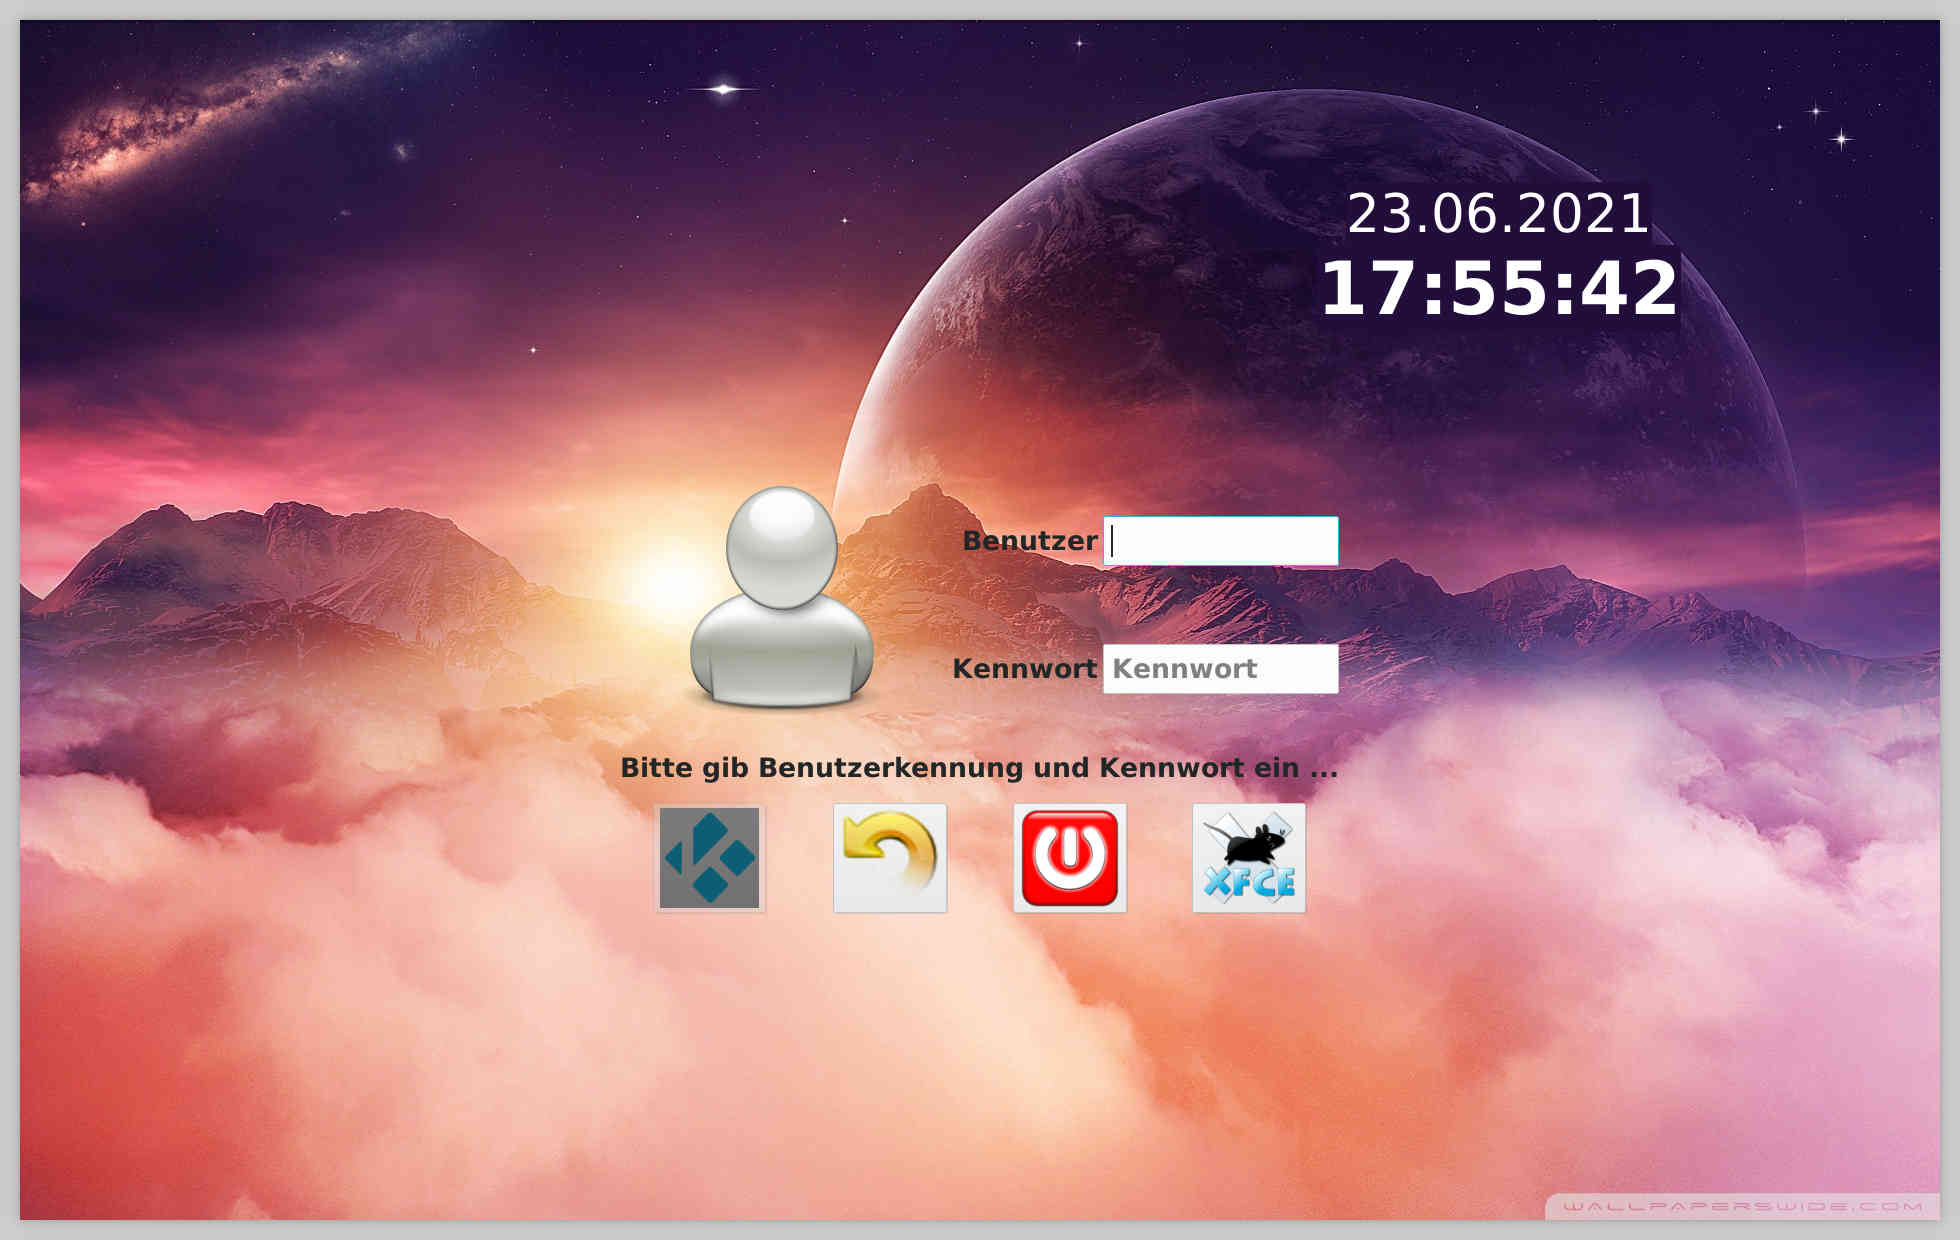 23.06.2021
17:55:42
Benutzer
Kennwort Kennwort
Bitte gib Benutzerkennung und Kennwort ein ...
XFCE
WALLPAPERSWIDE.COM